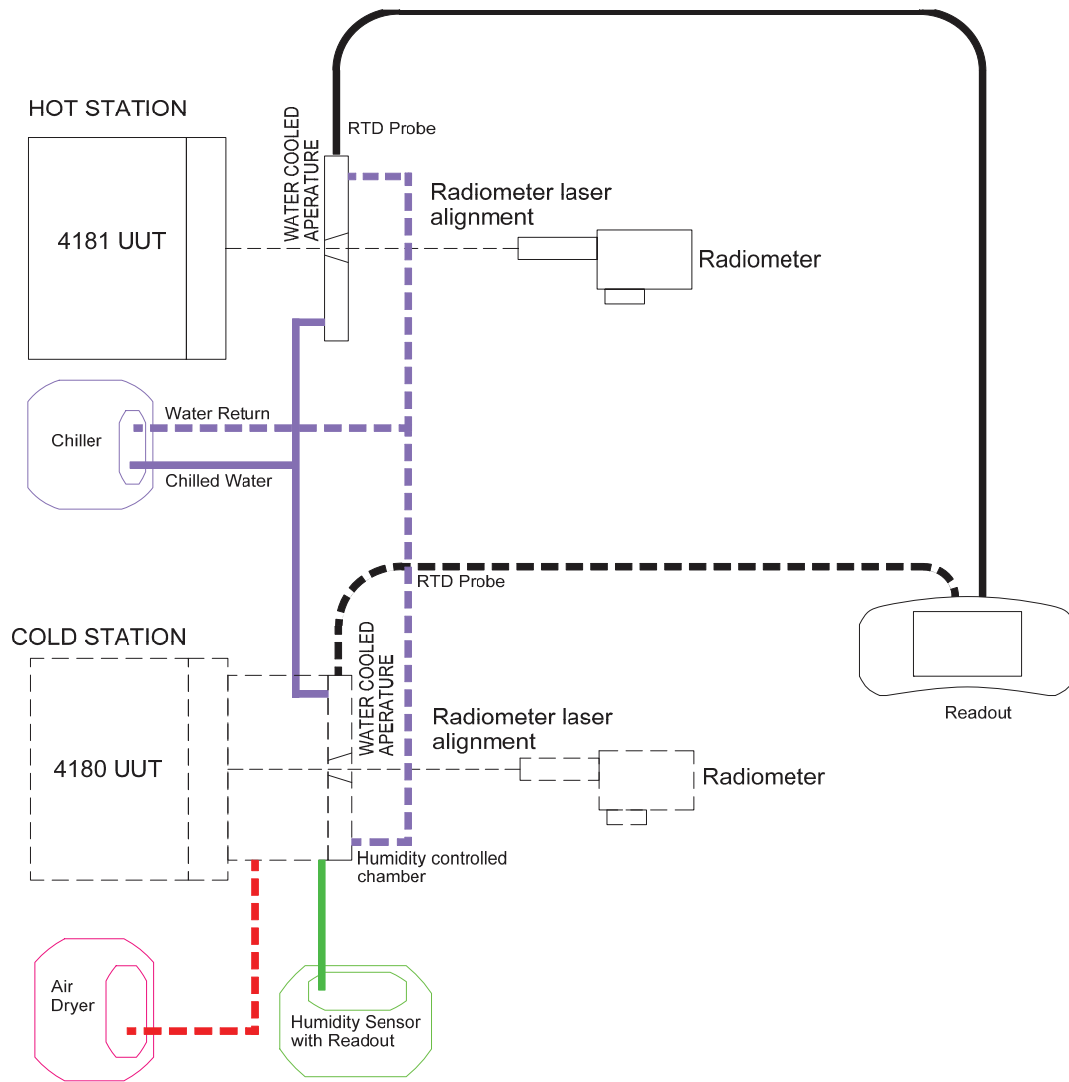 HOT STATION
WATER COOLED
APERATURE
RTD Probe
4181 UUT
Radiometer laser
alignment
Radiometer
Water Return
Chiller
Chilled Water
RTD Probe
COLD STATION
WATER COOLED
APERATURE
4180 UUT
Radiometer laser
alignment
Radiometer
Readout
Humidity controlled
chamber
Air
Dryer
Humidity Sensor
with Readout